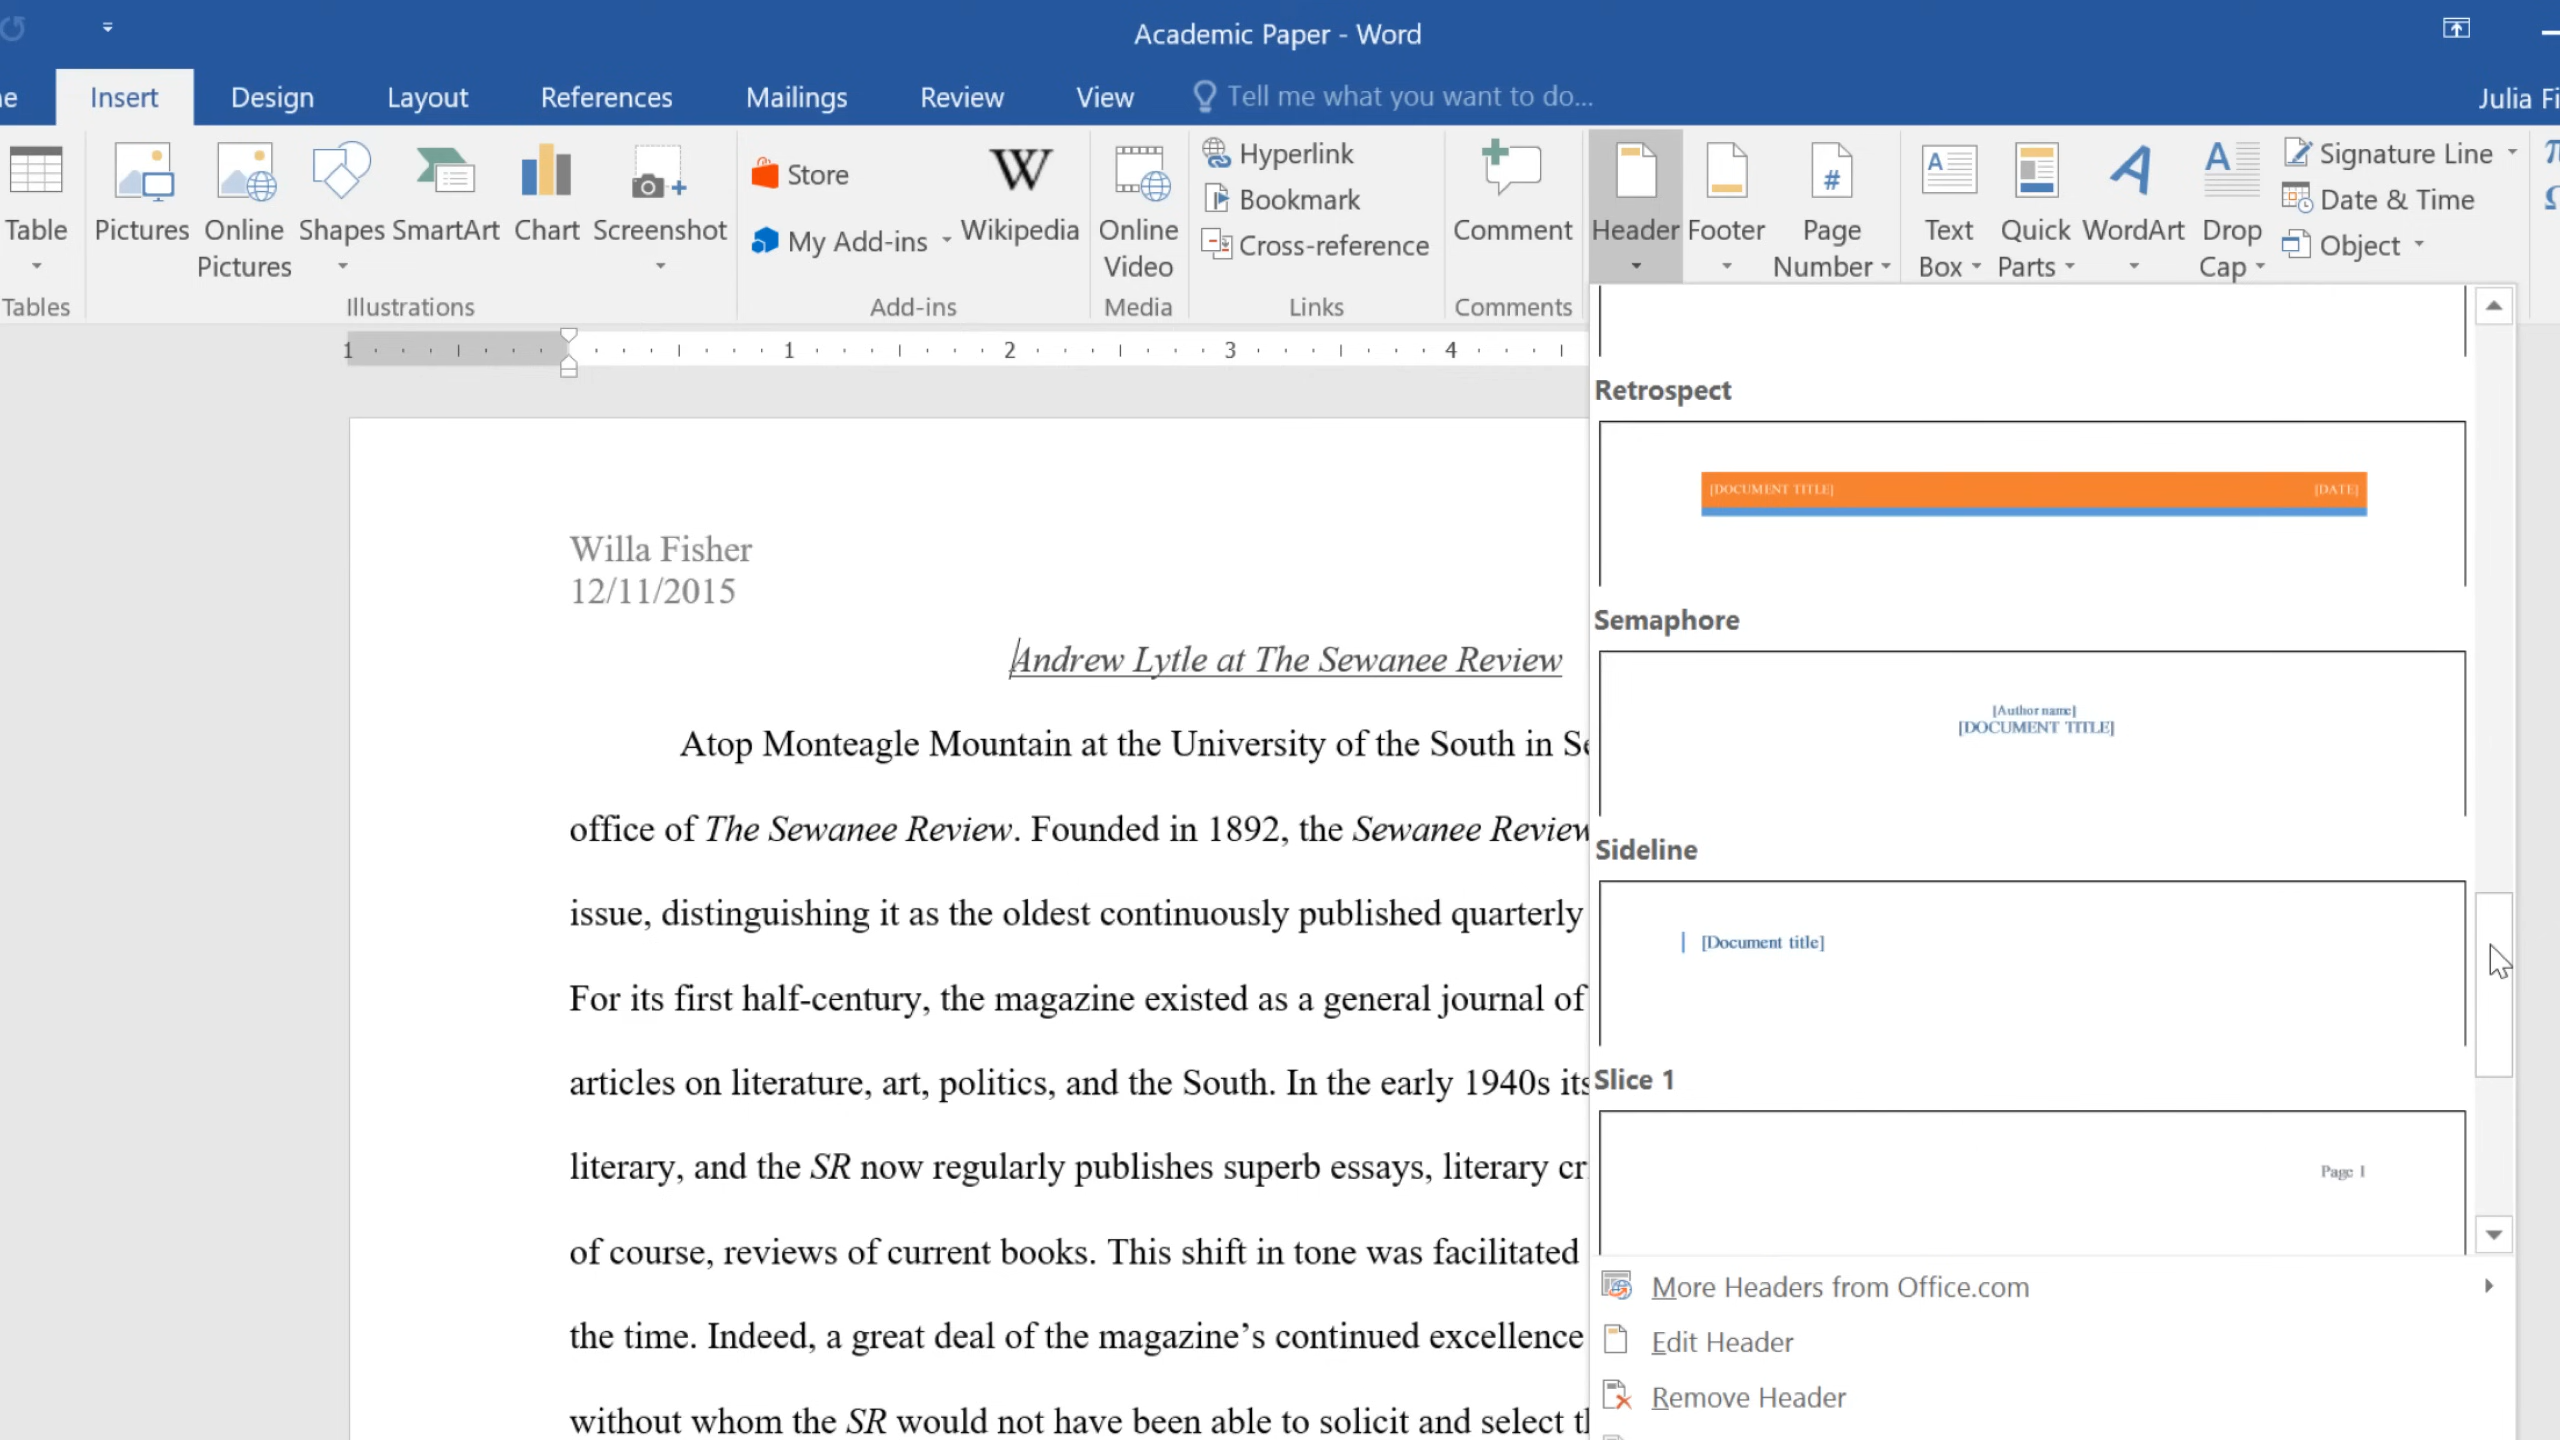 Academic Paper - Word
Insert Design Layout References Mailings Review View Tell me what you want to do...
Table
Pictures
Online Pictures
Shapes
SmartArt
Chart
Screenshot
Store
My Add-ins
Wikipedia
Online Video
Hyperlink
Bookmark
Cross-reference
Comment
Header
Footer
Page Number
Text Box
Quick Parts
WordArt
Drop Cap
Signature Line
Date & Time
Object
Tables Illustrations Add-ins Media Links Comments
1 1 2 3 4
Willa Fisher
12/11/2015
Andrew Lytle at The Sewanee Review
Atop Monteagle Mountain at the University of the South in
office of The Sewanee Review. Founded in 1892, the Sewanee Review
issue, distinguishing it as the oldest continuously published quarterly
For its first half-century, the magazine existed as a general journal of
articles on literature, art, politics, and the South. In the early 1940s its
literary, and the SR now regularly publishes superb essays, literary
of course, reviews of current books. This shift in tone was facilitated
the time. Indeed, a great deal of the magazine’s continued excellence
without whom the SR would not have been able to solicit and select
Retrospect
[DOCUMENT TITLE] [DATE]
Semaphore
[Author name]
[DOCUMENT TITLE]
Sideline
[Document title]
Slice 1
Page 1
More Headers from Office.com
Edit Header
Remove Header
Julia